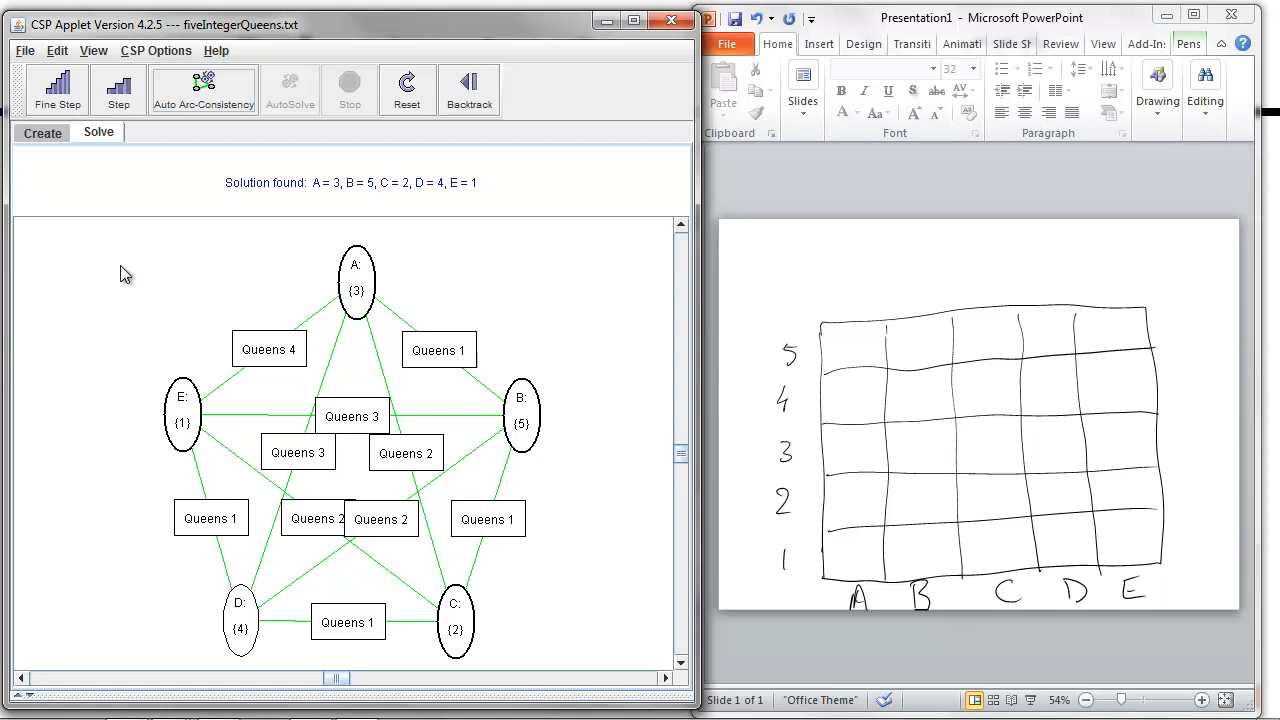 CSP Applet Version 4.2.5 --- fiveIntegerQueens.txt
File Edit View CSP Options Help
Fine Step Step Auto Arc-Consistency AutoSolve Stop Reset Backtrack
Create Solve
Solution found: A = 3, B = 5, C = 2, D = 4, E = 1
A:
{3}
Queens 4 Queens 1
E: B:
{1} {5}
Queens 3
Queens 3 Queens 2
Queens 1 Queens 2 Queens 2 Queens 1
D: C:
{4} {2}
Queens 1
Presentation1 - Microsoft PowerPoint
File Home Insert Design Transiti Animati Slide Sh Review View Add-In: Pens
Paste Slides 32 Drawing Editing
B I U S abc AV
A Aa A A
Clipboard Font Paragraph
5
4
3
2
1
A B C D E
Slide 1 of 1 "Office Theme" 54%